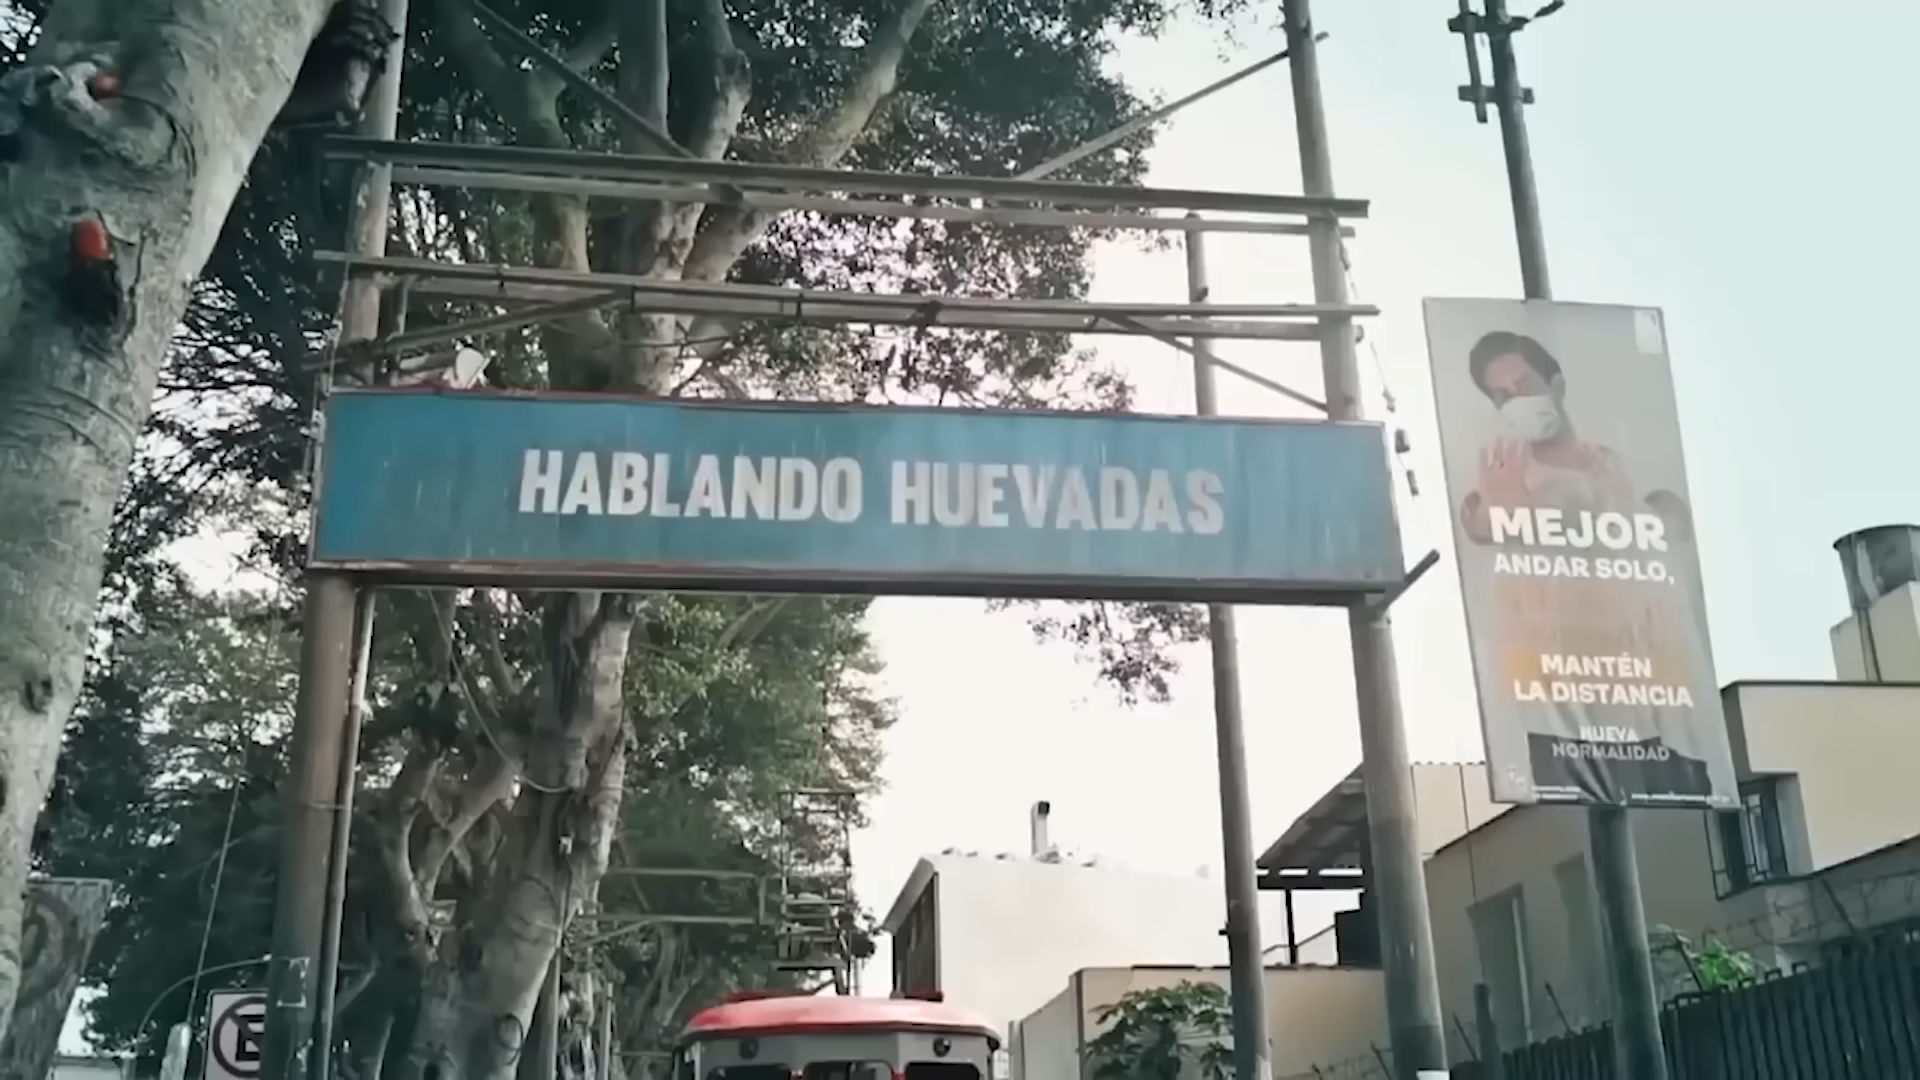 HABLANDO HUEVADAS
MEJOR
ANDAR SOLO,
MANTÉN
LA DISTANCIA
NUEVA
NORMALIDAD
E